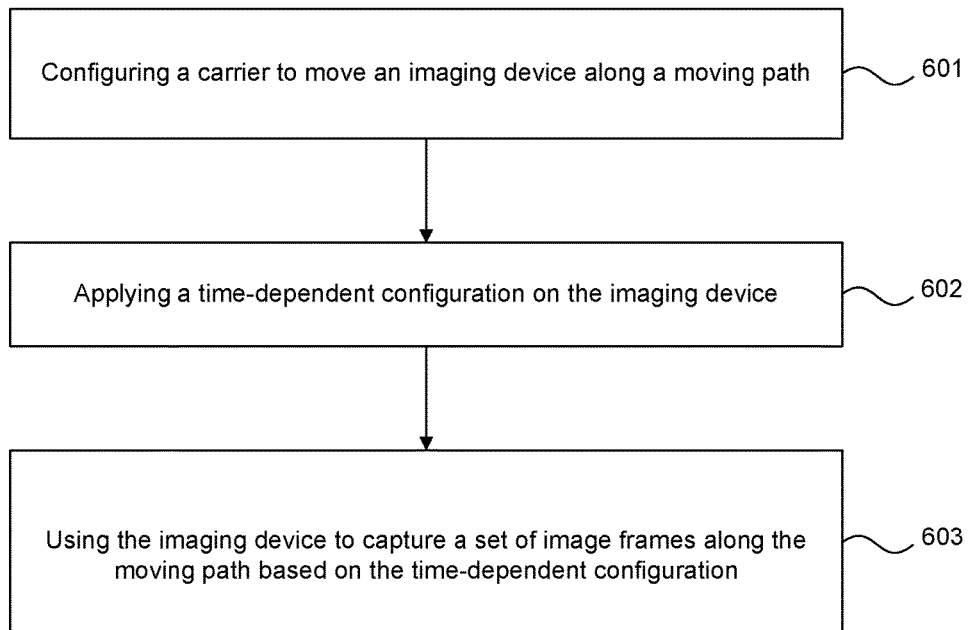 Configuring a carrier to move an imaging device along a moving path
601
Applying a time-dependent configuration on the imaging device
602
Using the imaging device to capture a set of image frames along the
moving path based on the time-dependent configuration
603